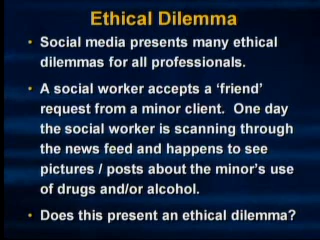 Ethical Dilemma
• Social media presents many ethical
dilemmas for all professionals.
• A social worker accepts a ‘friend’
request from a minor client.  One day
the social worker is scanning through
the news feed and happens to see
pictures / posts about the minor’s use
of drugs and/or alcohol.
• Does this present an ethical dilemma?